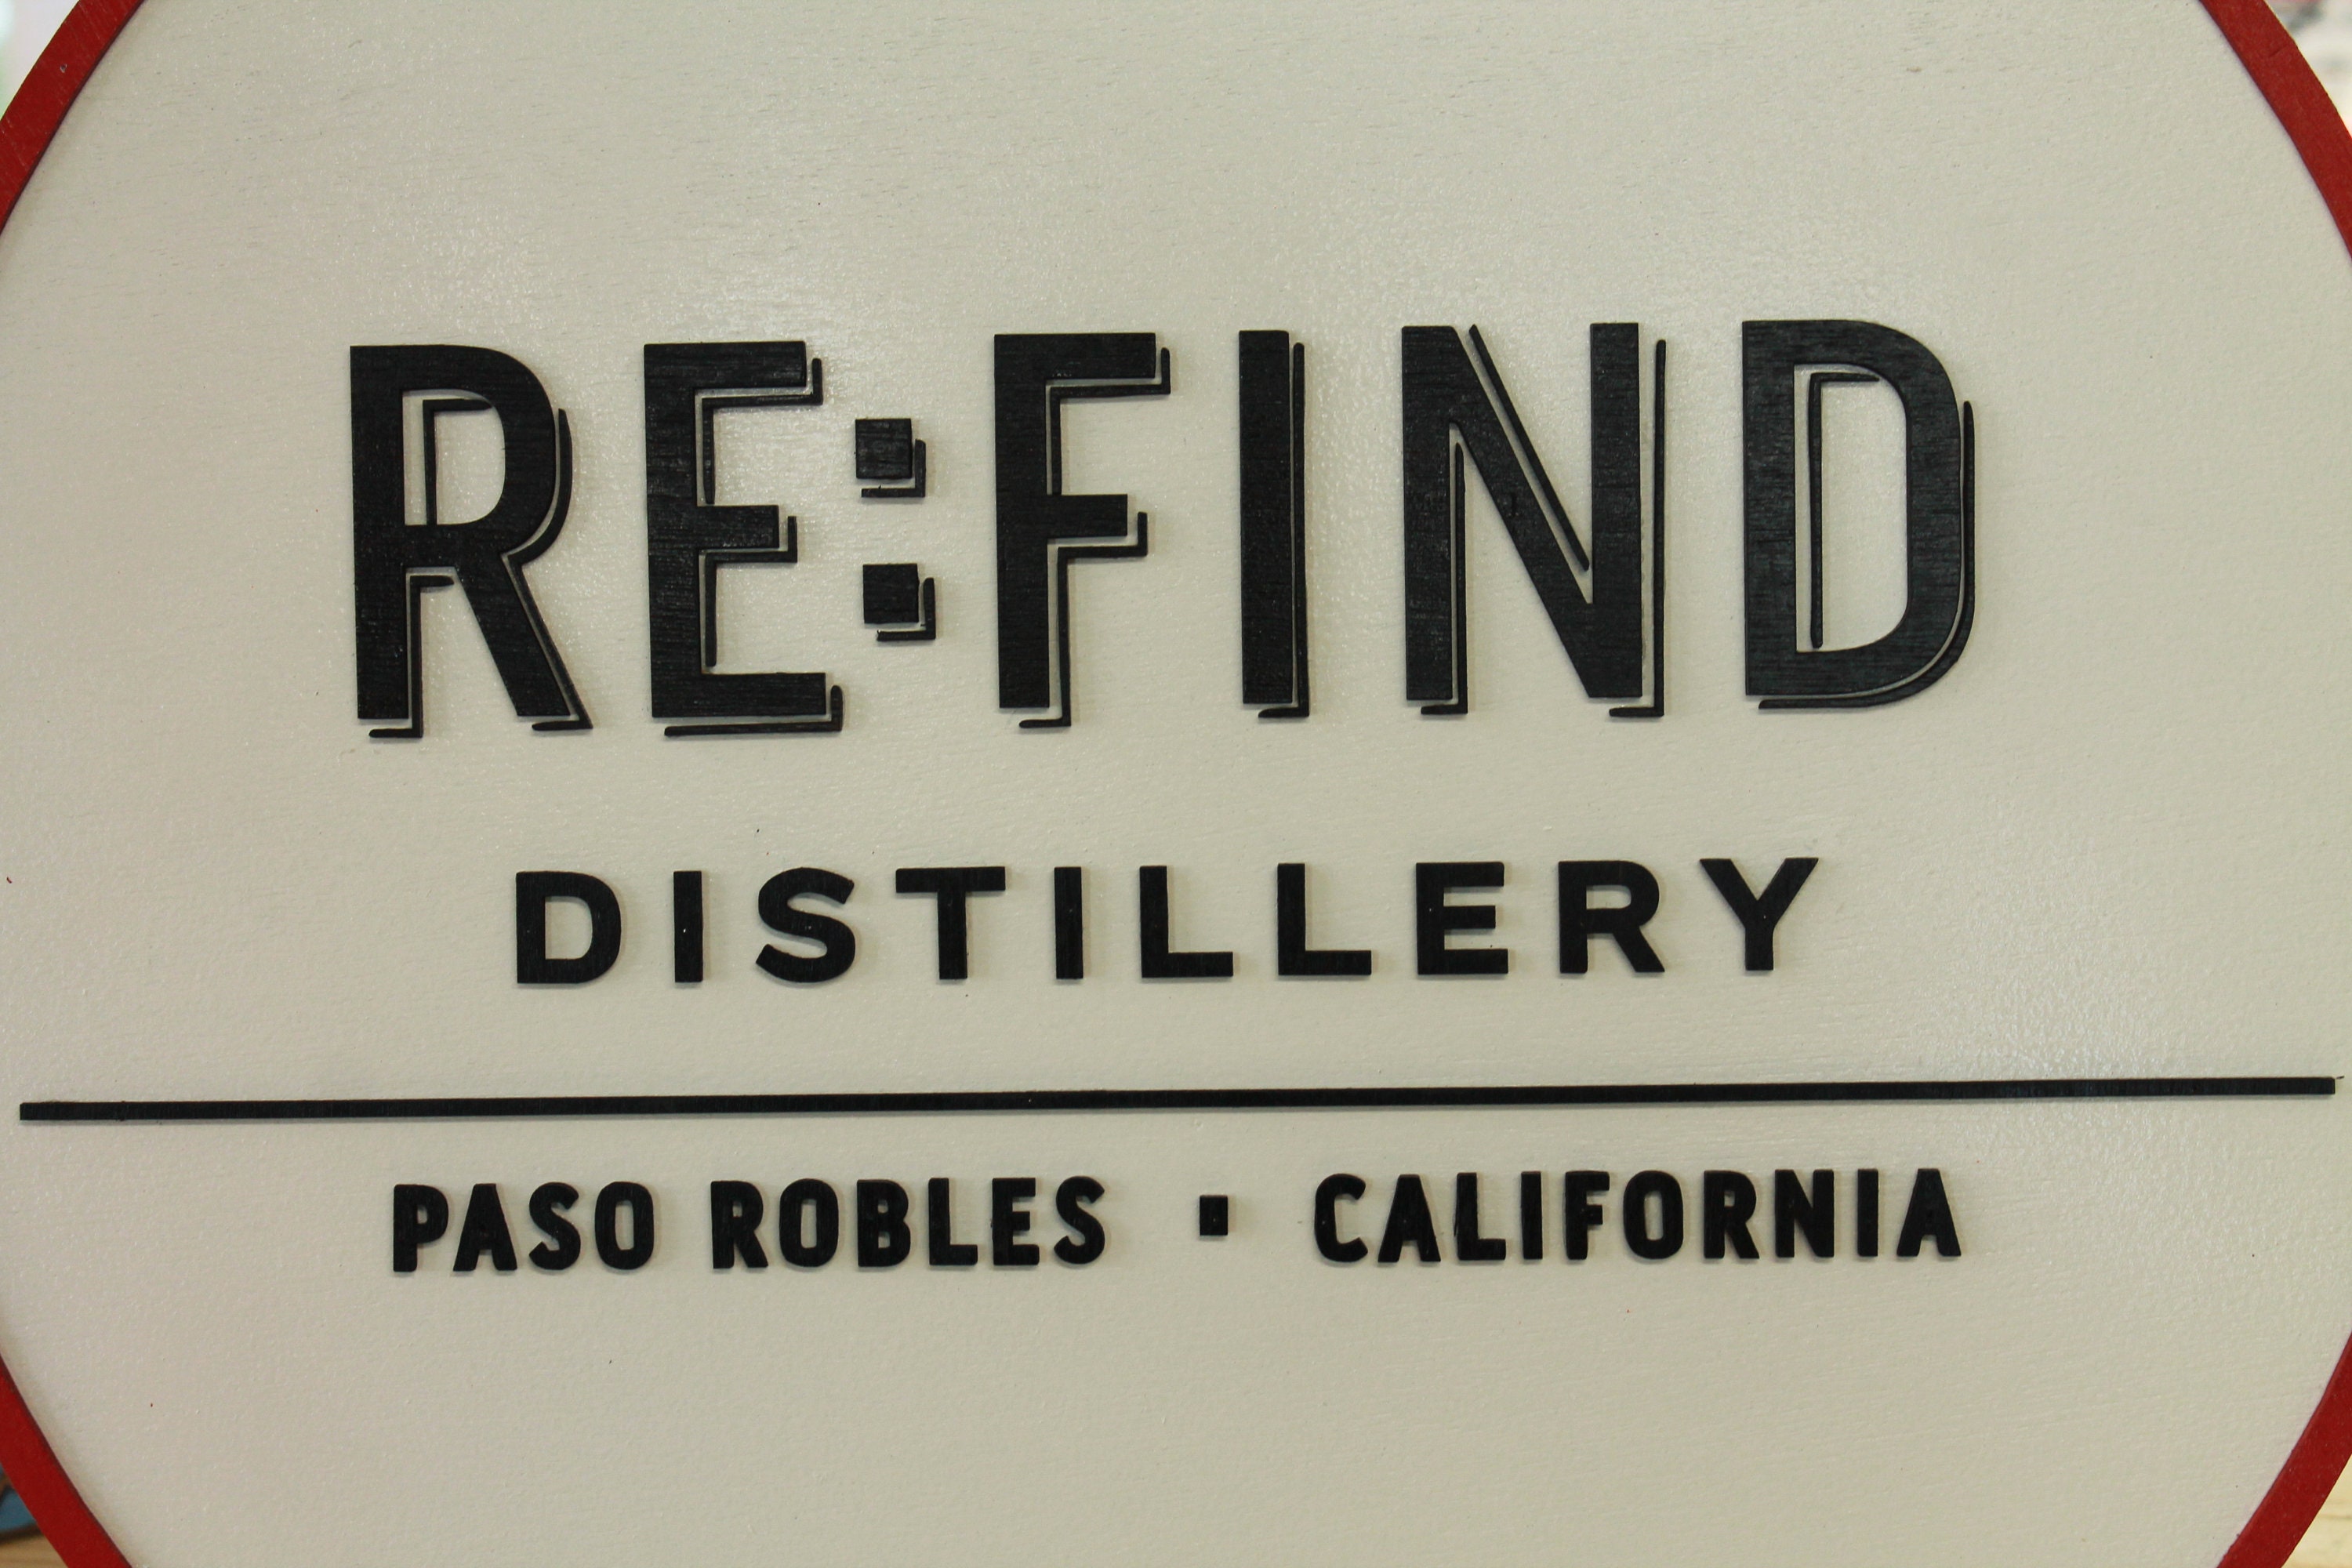 RE:FIND
DISTILLERY
PASO ROBLES ▪ CALIFORNIA